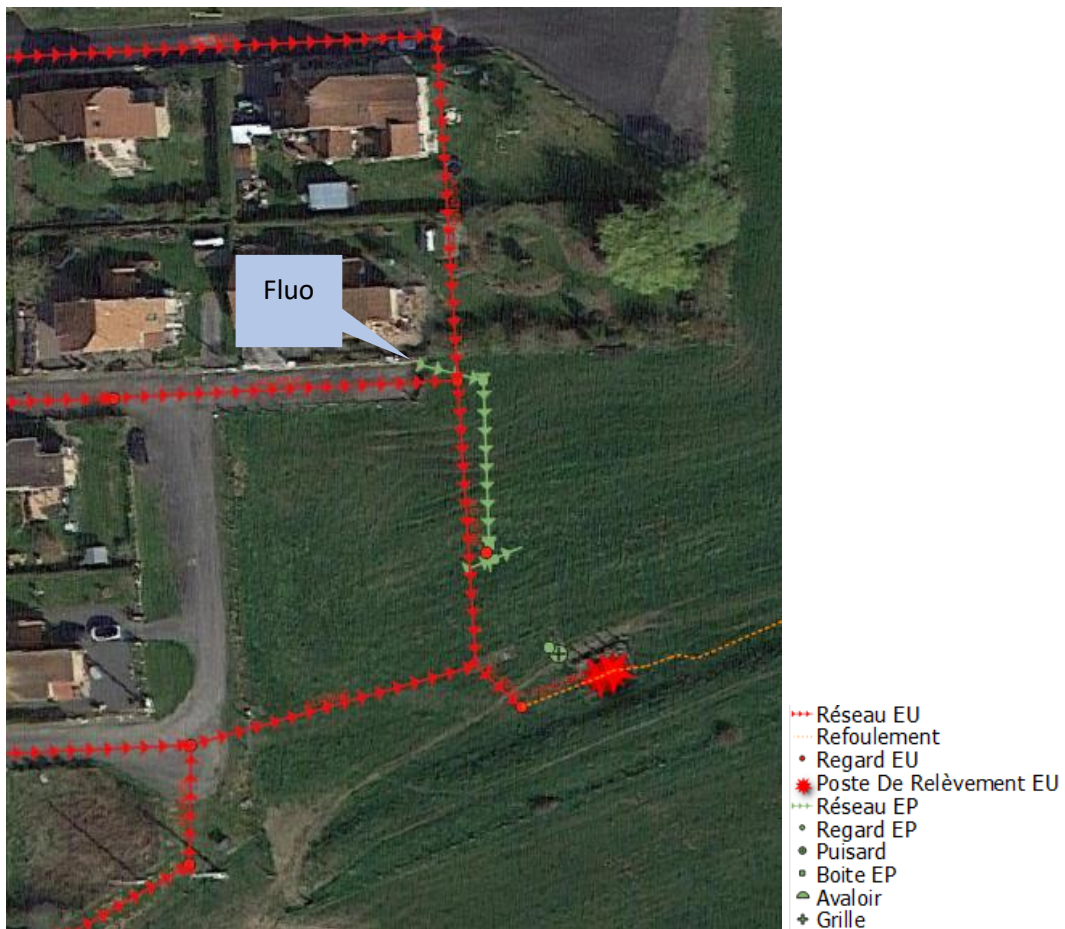 Fluo
Réseau EU
Refoulement
Regard EU
Poste De Relèvement EU
Réseau EP
Regard EP
Puisard
Boite EP
Avaloir
Grille